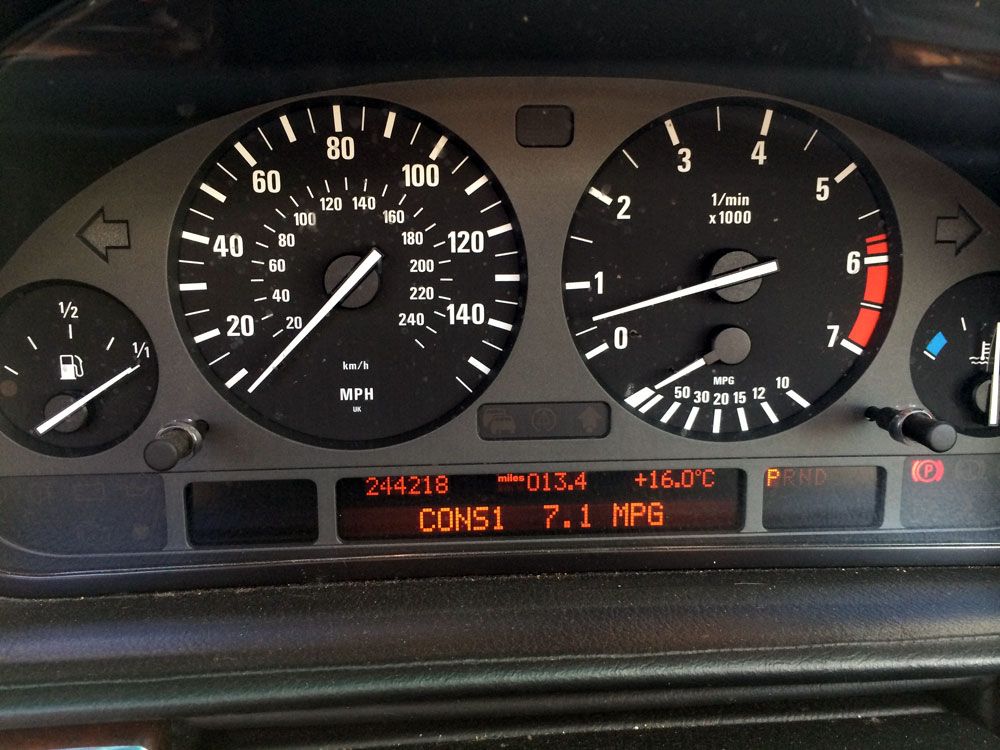 1/2
1/1
20
40
60
80
100
120
140
20
40
60
80
100
120
140
160
180
200
220
240
km/h
MPH
UK
0
1
2
3
4
5
6
7
1/min
x1000
MPG
50 30 20 15 12 10
244218 miles 013.4 +16.0°C
PRND
CONS1 7.1 MPG
(P)